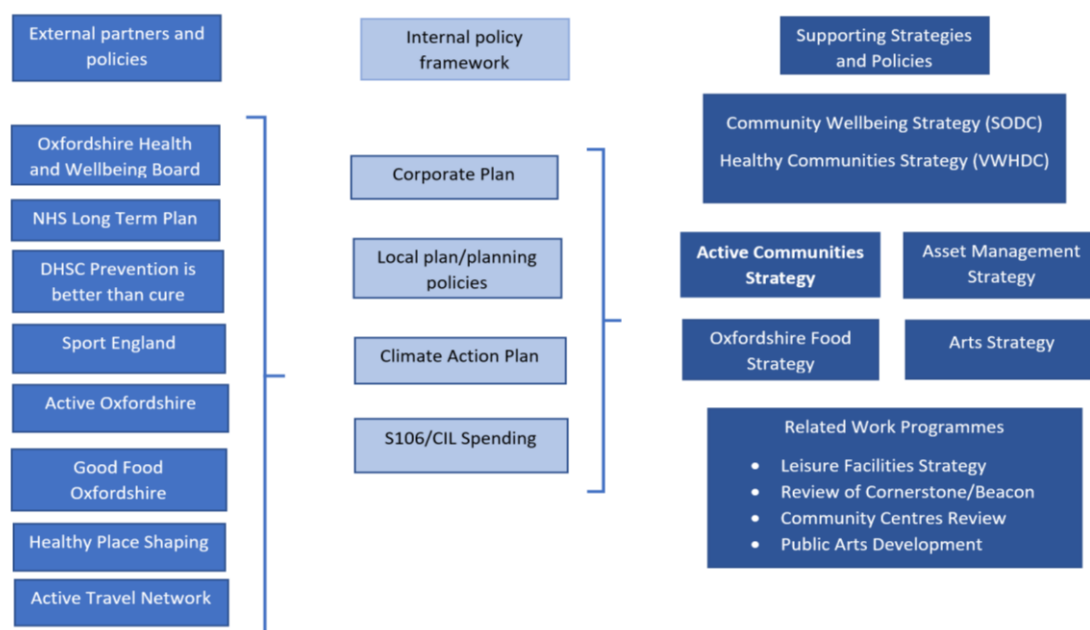 External partners and
policies
Oxfordshire Health
and Wellbeing Board
NHS Long Term Plan
DHSC Prevention is
better than cure
Sport England
Active Oxfordshire
Good Food
Oxfordshire
Healthy Place Shaping
Active Travel Network
Internal policy
framework
Corporate Plan
Local plan/planning
policies
Climate Action Plan
S106/CIL Spending
Supporting Strategies
and Policies
Community Wellbeing Strategy (SODC)
Healthy Communities Strategy (VWHDC)
Active Communities
Strategy
Asset Management
Strategy
Oxfordshire Food
Strategy
Arts Strategy
Related Work Programmes
• Leisure Facilities Strategy
• Review of Cornerstone/Beacon
• Community Centres Review
• Public Arts Development